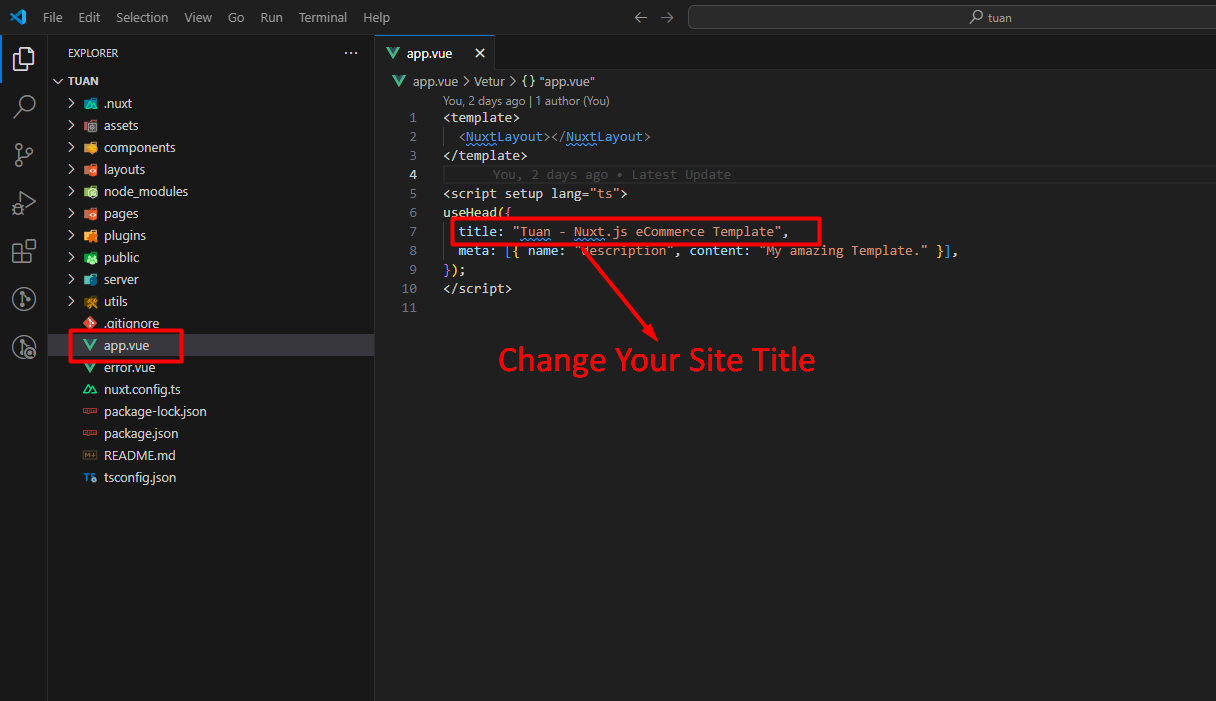 File Edit Selection View Go Run Terminal Help
tuan
EXPLORER
TUAN
.nuxt
assets
components
layouts
node_modules
pages
plugins
public
server
utils
.gitignore
app.vue
error.vue
nuxt.config.ts
package-lock.json
package.json
README.md
tsconfig.json
app.vue
app.vue > Vetur > {} "app.vue"
You, 2 days ago | 1 author (You)
1 <template>
2 <NuxtLayout></NuxtLayout>
3 </template>
4 You, 2 days ago • Latest Update
5 <script setup lang="ts">
6 useHead({
7 title: "Tuan - Nuxt.js eCommerce Template",
8 meta: [{ name: "description", content: "My amazing Template." }],
9 });
10 </script>
11
Change Your Site Title